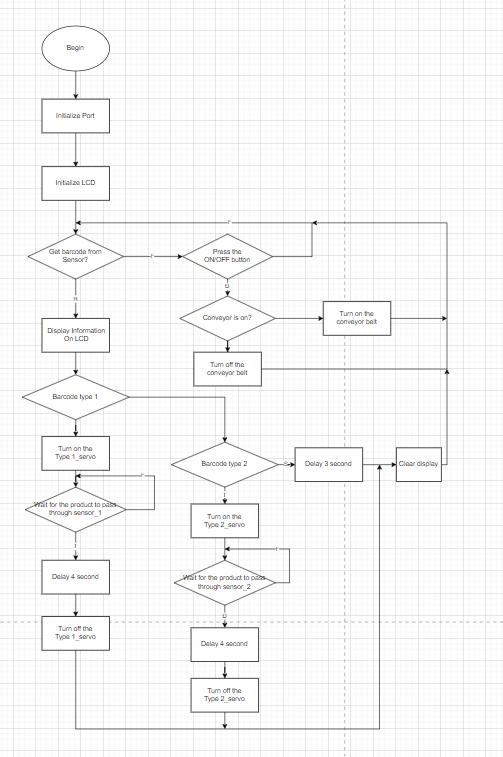 Begin
Initialize Port
Initialize LCD
Get barcode from
Sensor?
Press the
ON/OFF button
Conveyor is on?
Turn on the
conveyor belt
Display Information
On LCD
Turn off the
conveyor belt
Barcode type 1
Turn on the
Type 1_servo
Barcode type 2
Delay 3 second
Clear display
Wait for the product to pass
through sensor_1
Turn on the
Type 2_servo
Delay 4 second
Wait for the product to pass
through sensor_2
Turn off the
Type 1_servo
Delay 4 second
Turn off the
Type 2_servo